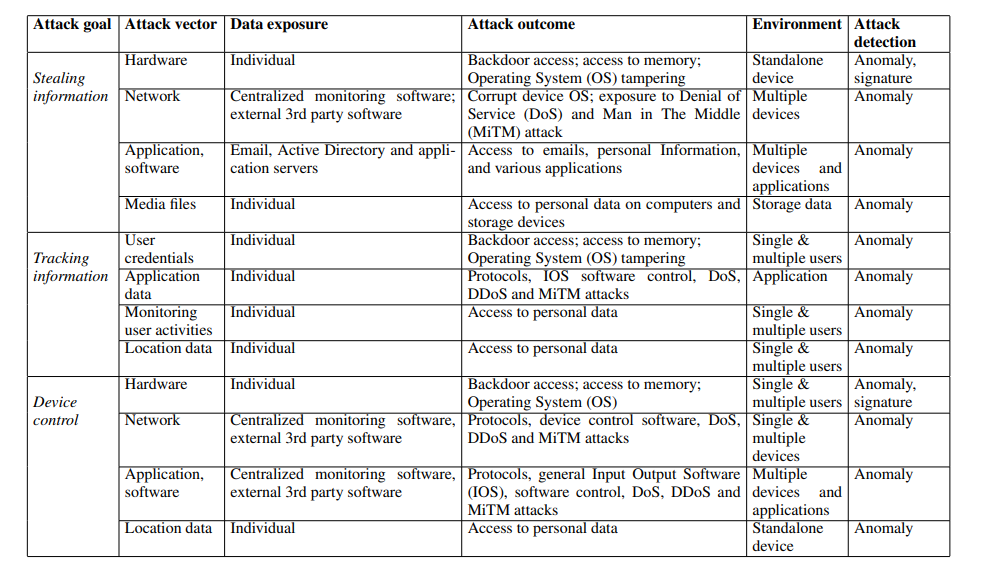 Attack goal Attack vector Data exposure Attack outcome Environment Attack
detection
Stealing
information
Hardware Individual Backdoor access; access to memory; Standalone Anomaly,
Operating System (OS) tampering device signature
Network Centralized monitoring software; Corrupt device OS; exposure to Denial of Multiple Anomaly
external 3rd party software Service (DoS) and Man in The Middle devices
(MiTM) attack
Application, Email, Active Directory and appli- Access to emails, personal Information, Multiple Anomaly
software cation servers and various applications devices and
applications
Media files Individual Access to personal data on computers and Storage data Anomaly
storage devices
Tracking
information
User Individual Backdoor access; access to memory; Single & Anomaly
credentials Operating System (OS) tampering multiple users
Application Individual Protocols, IOS software control, DoS, Application Anomaly
data DDoS and MiTM attacks
Monitoring Individual Access to personal data Single & Anomaly
user activities multiple users
Location data Individual Access to personal data Single & Anomaly
multiple users
Device
control
Hardware Individual Backdoor access; access to memory; Single & Anomaly,
Operating System (OS) multiple users signature
Network Centralized monitoring software, Protocols, device control software, DoS, Single & Anomaly
external 3rd party software DDoS and MiTM attacks multiple
devices
Application, Centralized monitoring software, Protocols, general Input Output Software Multiple Anomaly
software external 3rd party software (IOS), software control, DoS, DDoS and devices and
MiTM attacks applications
Location data Individual Access to personal data Standalone Anomaly
device